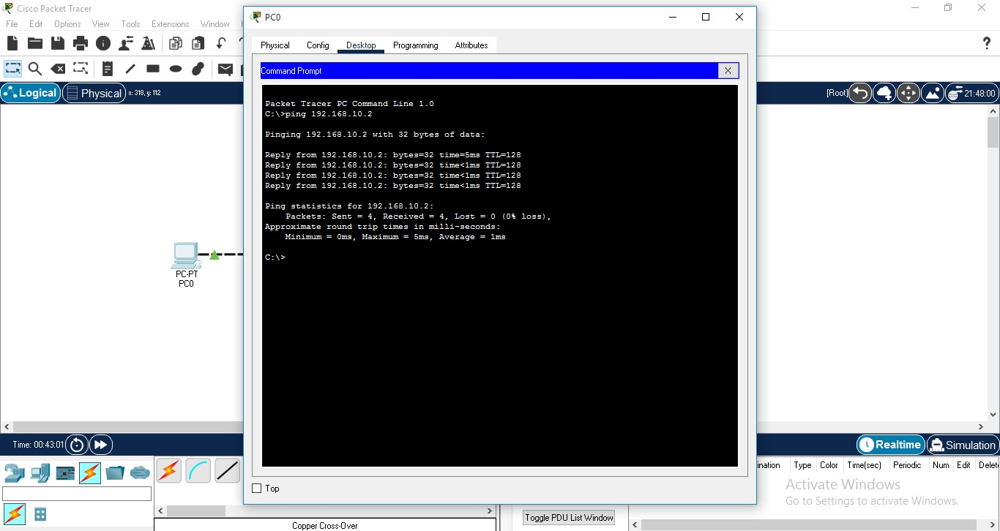 Cisco Packet Tracer
File Edit Options View Tools Extensions Window
Logical
Physical
x: 318, y: 112
[Root]
21:48:00
PC0
Physical Config Desktop Programming Attributes
Command Prompt
X
Packet Tracer PC Command Line 1.0
C:\>ping 192.168.10.2
Pinging 192.168.10.2 with 32 bytes of data:
Reply from 192.168.10.2: bytes=32 time=5ms TTL=128
Reply from 192.168.10.2: bytes=32 time<1ms TTL=128
Reply from 192.168.10.2: bytes=32 time<1ms TTL=128
Reply from 192.168.10.2: bytes=32 time<1ms TTL=128
Ping statistics for 192.168.10.2:
Packets: Sent = 4, Received = 4, Lost = 0 (0% loss),
Approximate round trip times in milli-seconds:
Minimum = 0ms, Maximum = 5ms, Average = 1ms
C:\>
PC-PT
PC0
Top
Time: 00:43:01
Realtime
Simulation
ination Type Color Time(sec) Periodic Num Edit Delet
Activate Windows
Go to Settings to activate Windows.
Toggle PDU List Window
Copper Cross-Over